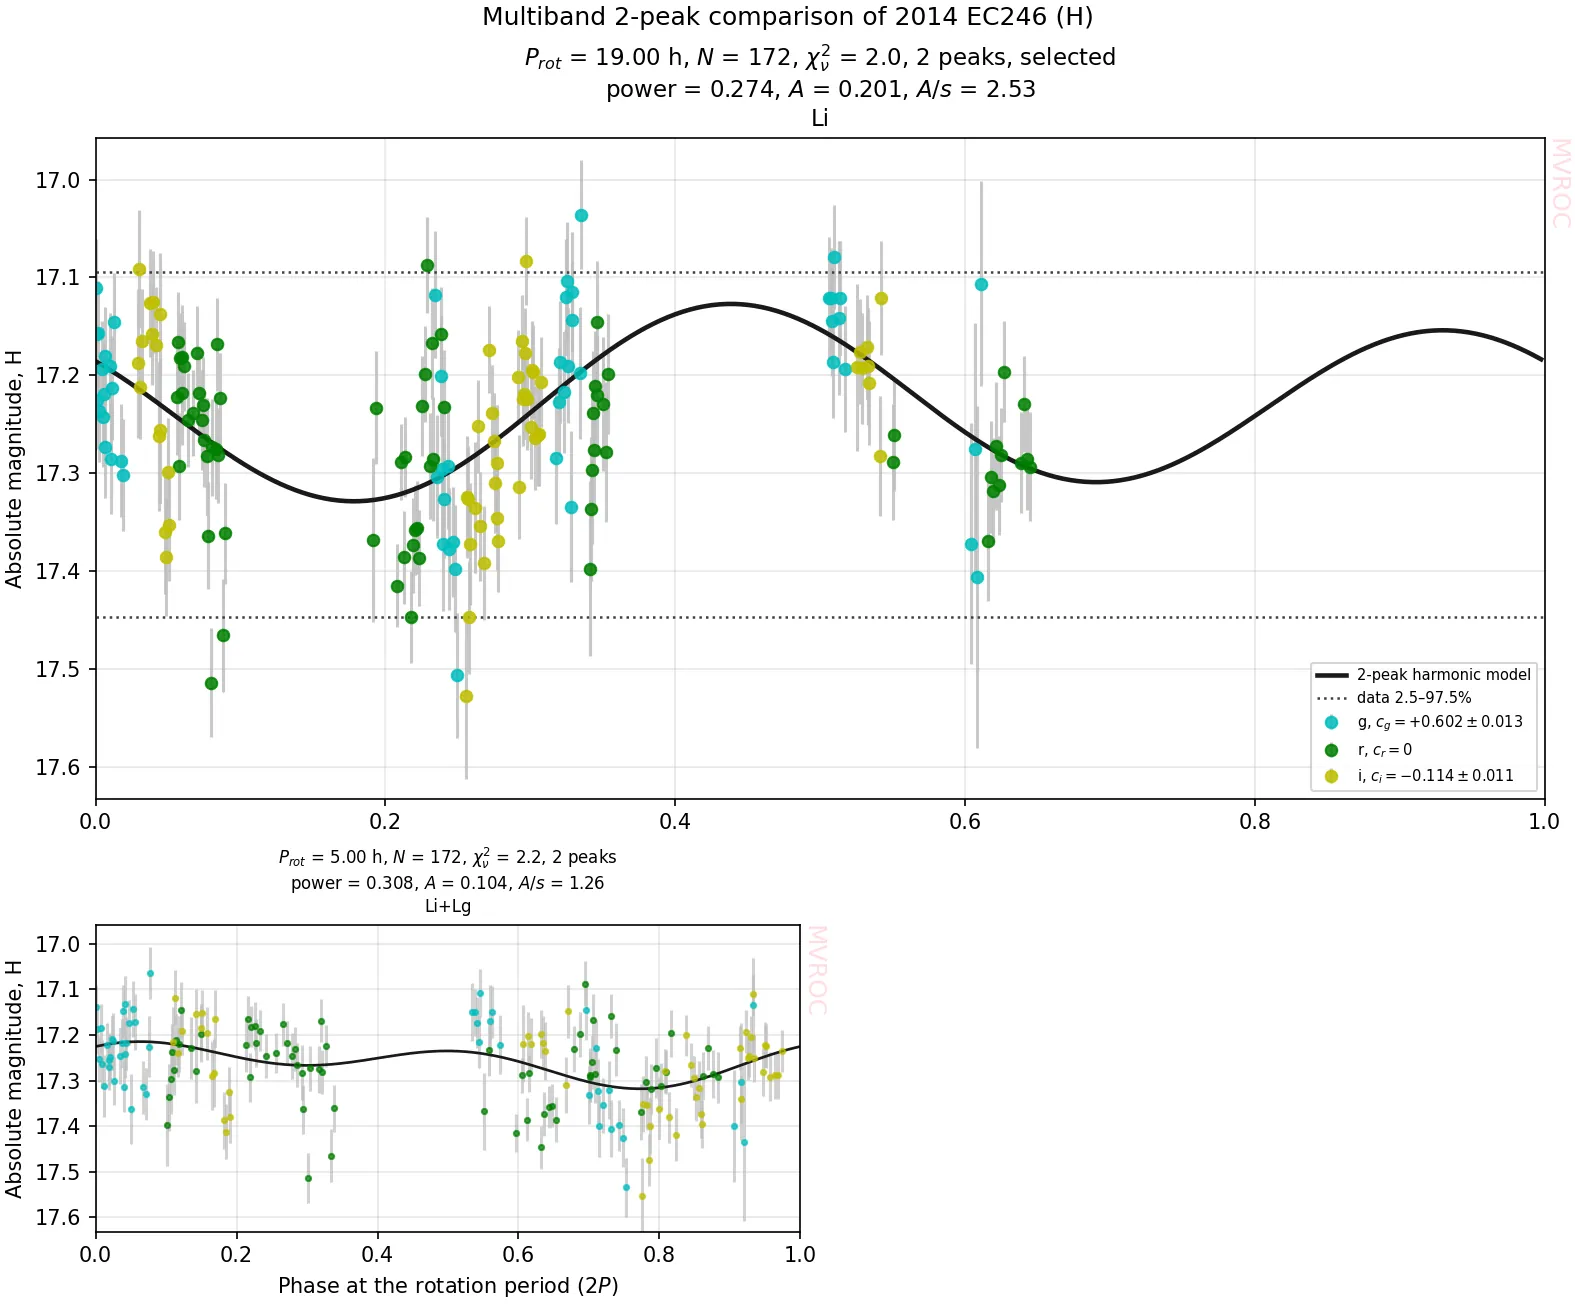 Multiband 2-peak comparison of 2014 EC246 (H)
P_rot = 19.00 h, N = 172, χ²_ν = 2.0, 2 peaks, selected
power = 0.274, A = 0.201, A/s = 2.53
Li
17.0
17.1
17.2
17.3
17.4
17.5
17.6
Absolute magnitude, H
MVROC
2-peak harmonic model
data 2.5–97.5%
g, c_g = +0.602 ± 0.013
r, c_r = 0
i, c_i = −0.114 ± 0.011
0.0 0.2 0.4 0.6 0.8 1.0
P_rot = 5.00 h, N = 172, χ²_ν = 2.2, 2 peaks
power = 0.308, A = 0.104, A/s = 1.26
Li+Lg
17.0
17.1
17.2
17.3
17.4
17.5
17.6
Absolute magnitude, H
MVROC
0.0 0.2 0.4 0.6 0.8 1.0
Phase at the rotation period (2P)